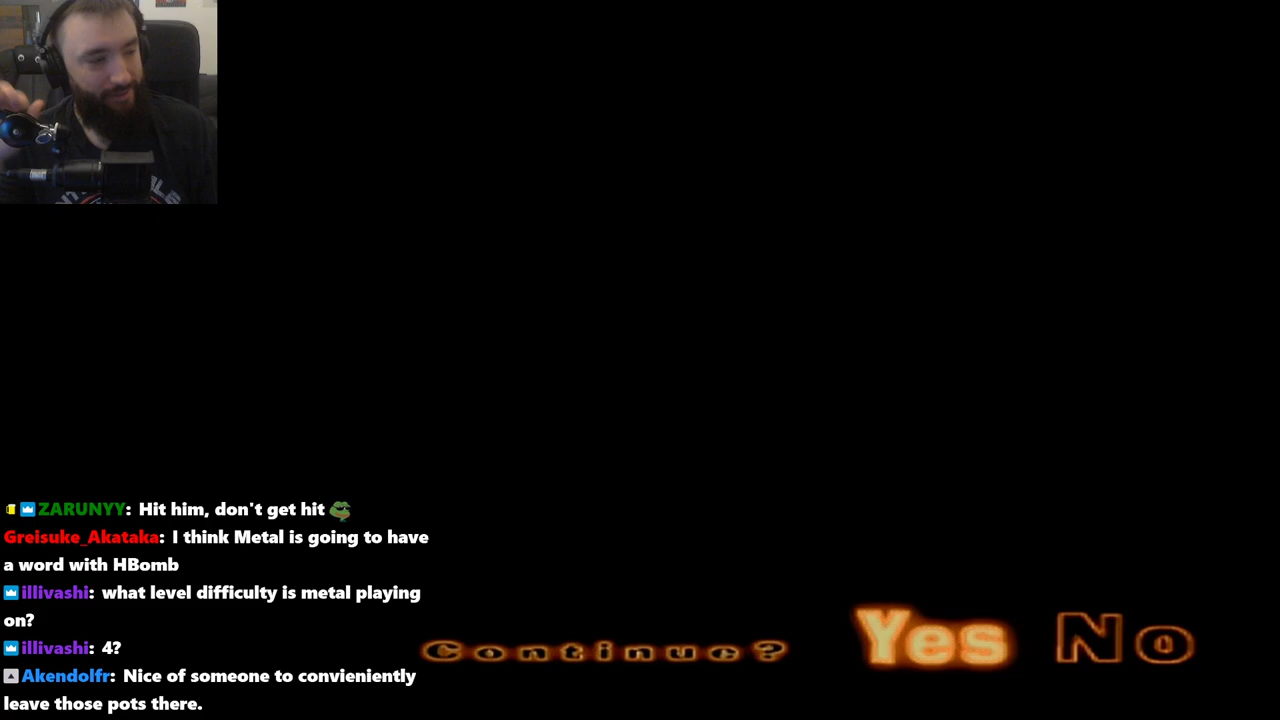 ZARUNYY: Hit him, don't get hit
Greisuke_Akataka: I think Metal is going to have
a word with HBomb
illivashi: what level difficulty is metal playing
on?
illivashi: 4?
Akendolfr: Nice of someone to convieniently
leave those pots there.
Continue? Yes No